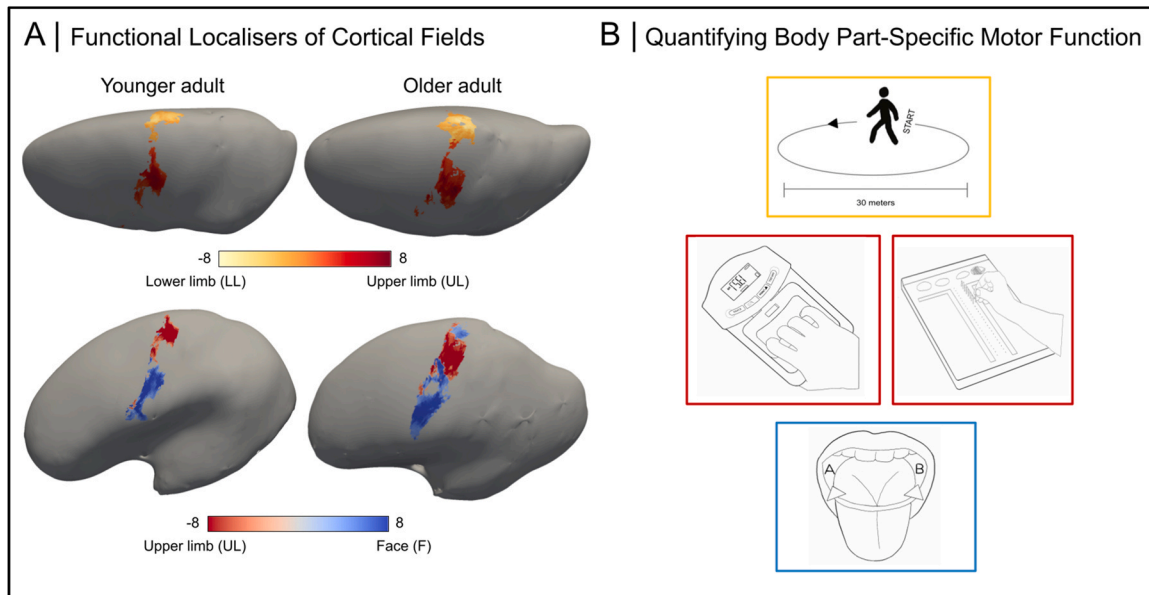 A | Functional Localisers of Cortical Fields
Younger adult
Older adult
-8
8
Lower limb (LL)
Upper limb (UL)
-8
8
Upper limb (UL)
Face (F)
B | Quantifying Body Part-Specific Motor Function
START
30 meters
A
B